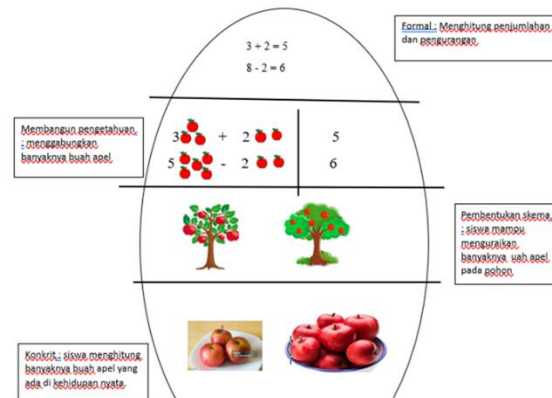 Formal : Menghitung penjumlahan
dan pengurangan
3 + 2 = 5
8 - 2 = 6
Membangun pengetahuan
: menggabungkan
banyaknya buah apel
3 + 2 5
5 - 2 6
Pembentukan skema
: siswa mampu
menguraikan
banyaknya uah apel
pada pohon
Konkrit : siswa menghitung
banyaknya buah apel yang
ada di kehidupan nyata.